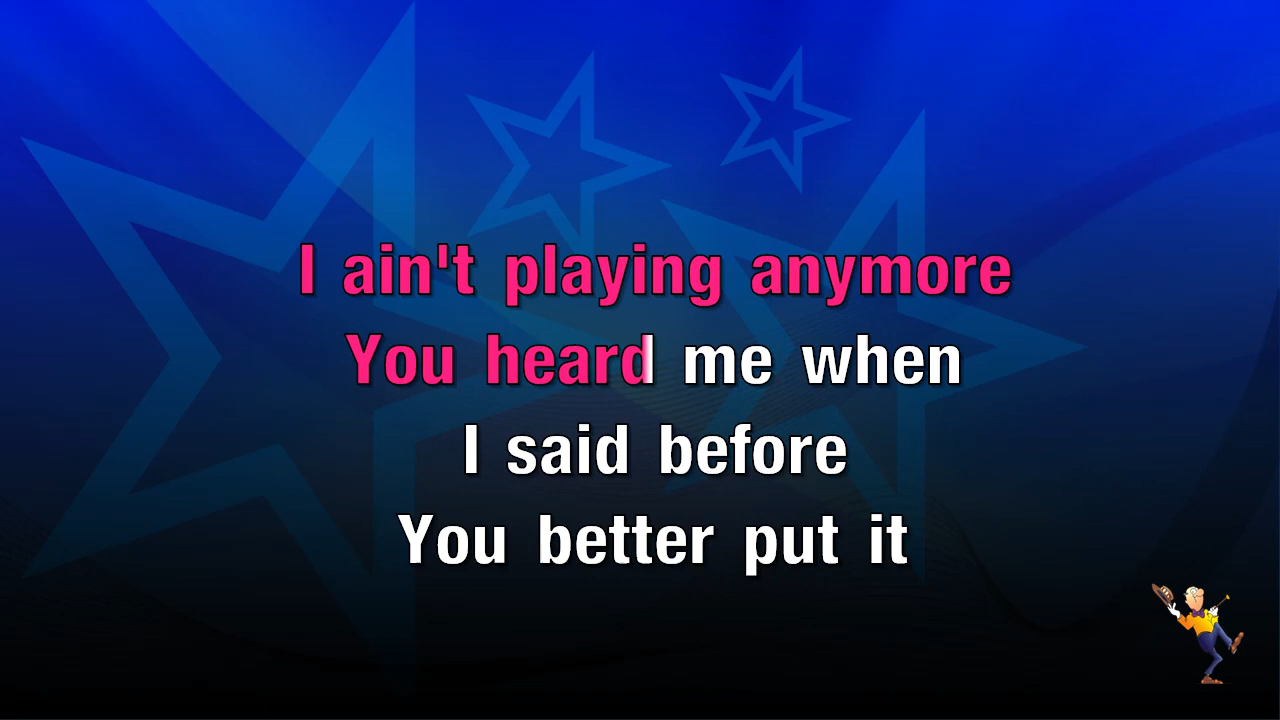 I ain't playing anymore
You heard me when
I said before
You better put it